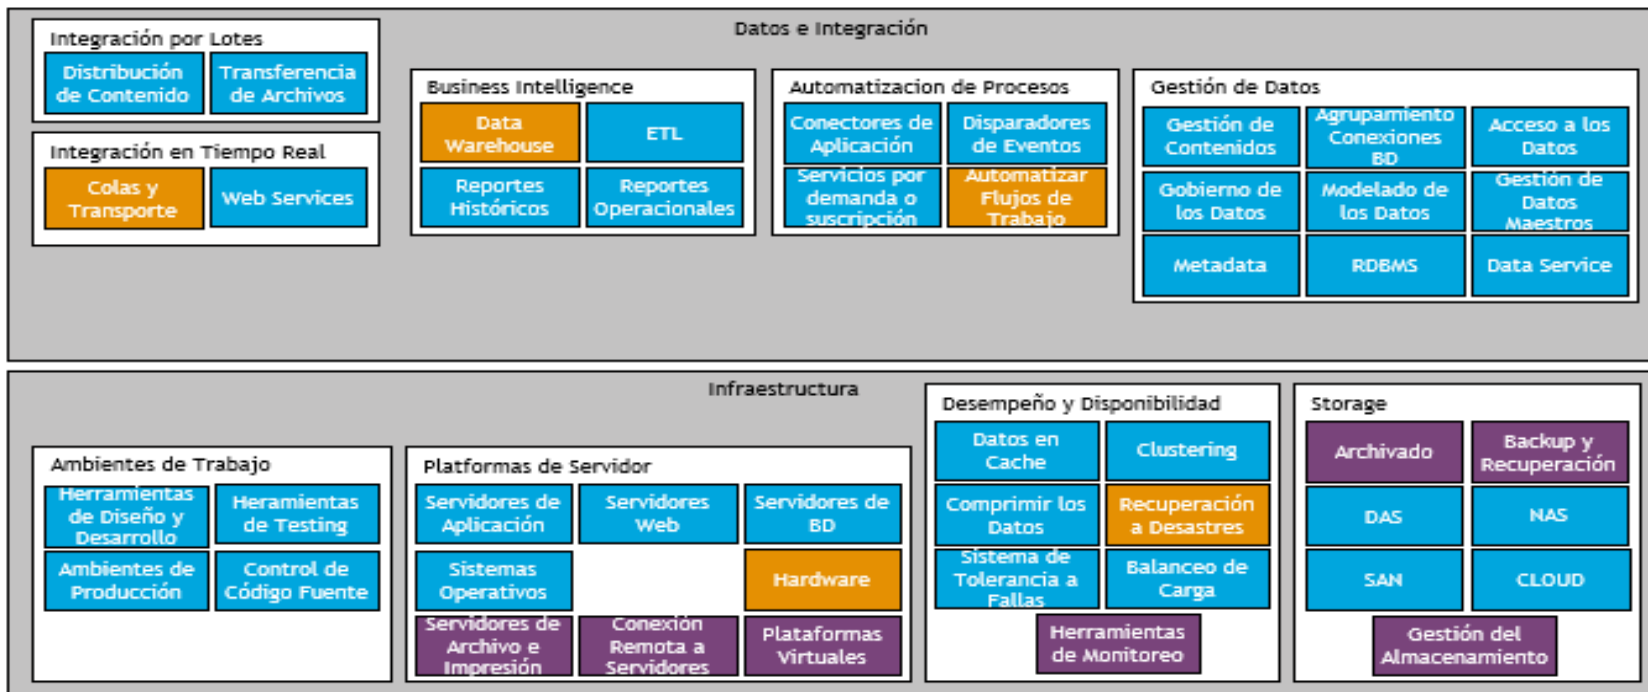 Datos e Integración
Integración por Lotes
Distribución
de Contenido
Transferencia
de Archivos
Integración en Tiempo Real
Colas y
Transporte
Web Services
Business Intelligence
Data
Warehouse
ETL
Reportes
Históricos
Reportes
Operacionales
Automatizacion de Procesos
Conectores de
Aplicación
Disparadores
de Eventos
Servicios por
demanda o
suscripción
Automatizar
Flujos de
Trabajo
Gestión de Datos
Gestión de
Contenidos
Agrupamiento
Conexiones
BD
Acceso a los
Datos
Gobierno de
los Datos
Modelado de
los Datos
Gestión de
Datos
Maestros
Metadata
RDBMS
Data Service
Infraestructura
Ambientes de Trabajo
Herramientas
de Diseño y
Desarrollo
Heramientas
de Testing
Ambientes de
Producción
Control de
Código Fuente
Platformas de Servidor
Servidores de
Aplicación
Servidores
Web
Servidores de
BD
Sistemas
Operativos
Hardware
Servidores de
Archivo e
Impresión
Conexión
Remota a
Servidores
Plataformas
Virtuales
Desempeño y Disponibilidad
Datos en
Cache
Clustering
Comprimir los
Datos
Recuperación
a Desastres
Sistema de
Tolerancia a
Fallas
Balanceo de
Carga
Herramientas
de Monitoreo
Storage
Archivado
Backup y
Recuperación
DAS
NAS
SAN
CLOUD
Gestión del
Almacenamiento